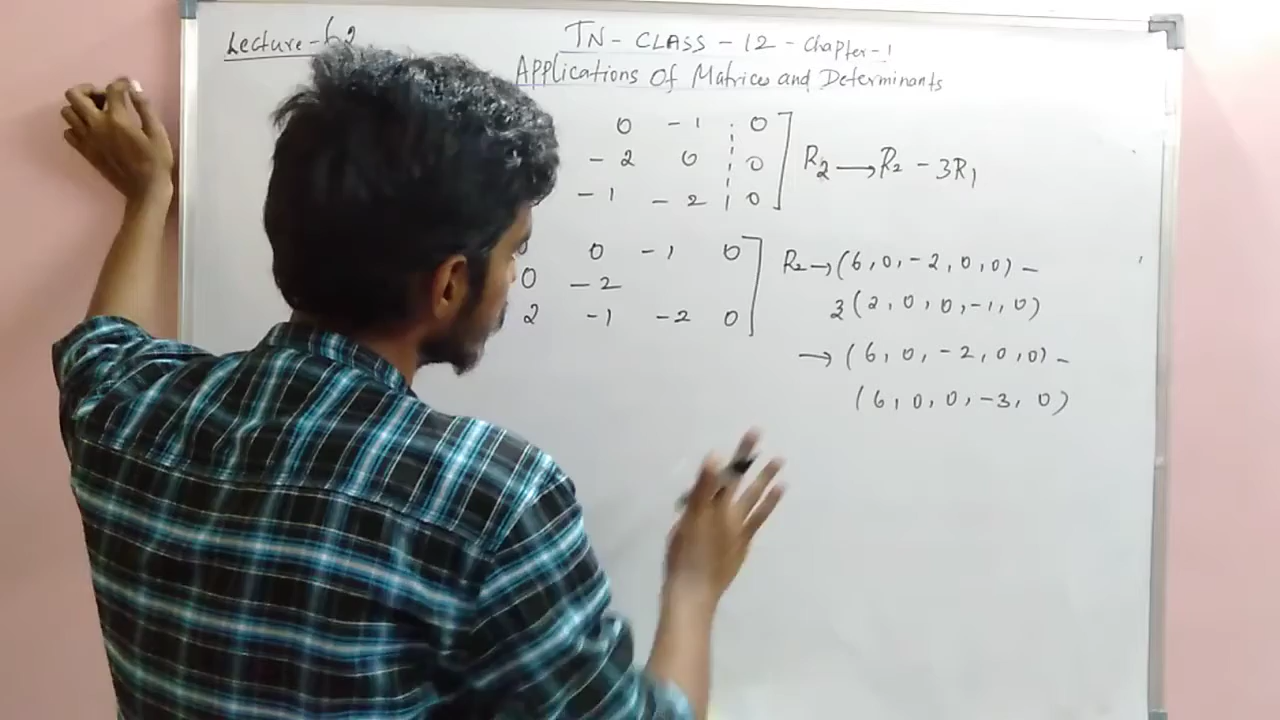 Lecture-62
TN - CLASS - 12 - Chapter-1
Applications Of Matrices and Determinants
0 -1 0
-2 0 0
-1 -2 0
R2 → R2 - 3R1
0 0 -1 0
0 -2
2 -1 -2 0
R2 → (6, 0, -2, 0, 0) -
3(2, 0, 0, -1, 0)
→ (6, 0, -2, 0, 0) -
(6, 0, 0, -3, 0)